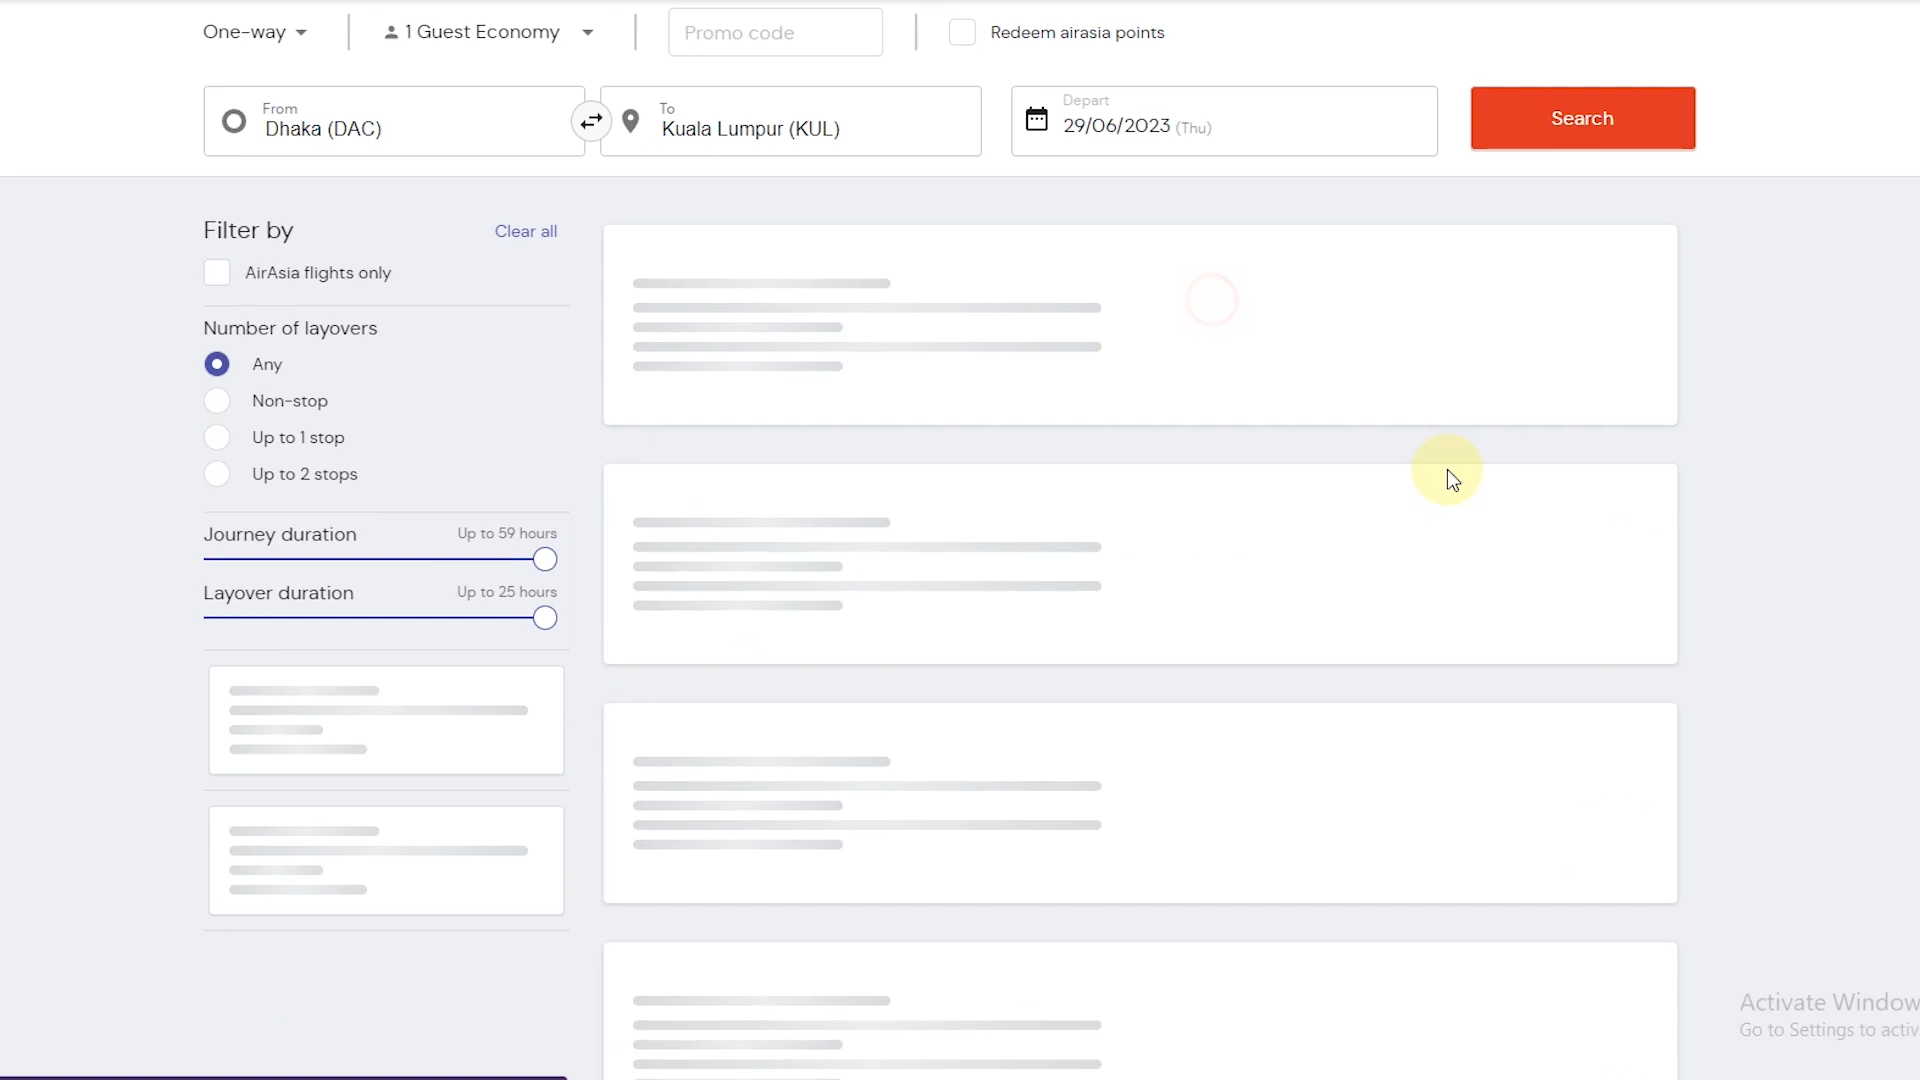 One-way
1 Guest Economy
Promo code
Redeem airasia points
From
Dhaka (DAC)
To
Kuala Lumpur (KUL)
Depart
29/06/2023 (Thu)
Search
Filter by
Clear all
AirAsia flights only
Number of layovers
Any
Non-stop
Up to 1 stop
Up to 2 stops
Journey duration
Up to 59 hours
Layover duration
Up to 25 hours
Activate Window
Go to Settings to activ